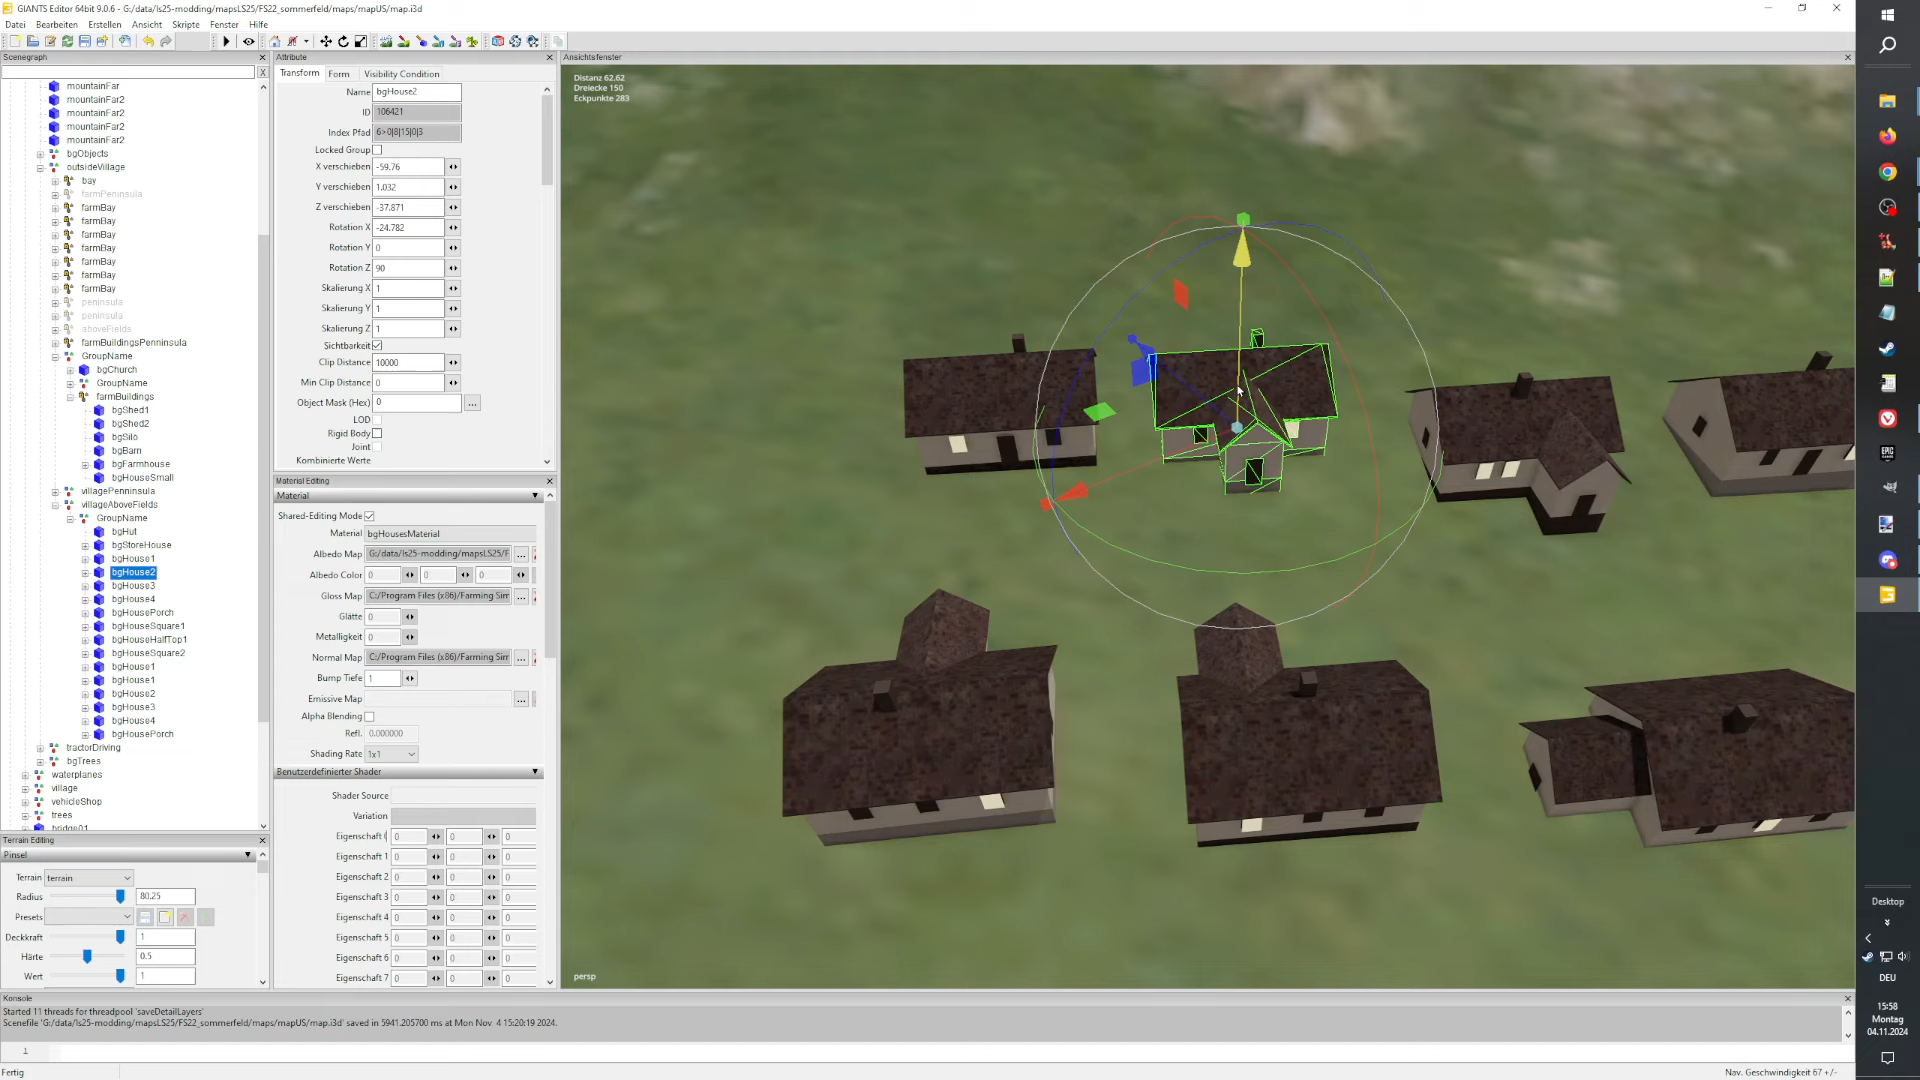 GIANTS Editor 64bit 9.0.6 - G:/data/ls25-modding/mapsLS25/FS22_sommerfeld/maps/mapUS/map.i3d
Datei Bearbeiten Erstellen Ansicht Skripte Fenster Hilfe
Scenegraph
X
mountainFar
mountainFar2
mountainFar2
mountainFar2
mountainFar2
bgObjects
outsideVillage
bay
farmPeninsula
farmBay
farmBay
farmBay
farmBay
farmBay
farmBay
farmBay
peninsula
peninsula
aboveFields
farmBuildingsPenninsula
GroupName
bgChurch
GroupName
farmBuildings
bgShed1
bgShed2
bgSilo
bgBarn
bgFarmhouse
bgHouseSmall
villagePenninsula
villageAboveFields
GroupName
bgHut
bgStoreHouse
bgHouse1
bgHouse2
bgHouse3
bgHouse4
bgHousePorch
bgHouseSquare1
bgHouseHalfTop1
bgHouseSquare2
bgHouse1
bgHouse1
bgHouse2
bgHouse3
bgHouse4
bgHousePorch
tractorDriving
bgTrees
waterplanes
village
vehicleShop
trees
bridge01
Terrain Editing
Pinsel
Terrain terrain
Radius 80.25
Presets
Deckkraft 1
Härte 0.5
Wert 1
Attribute
Transform Form Visibility Condition
Name bgHouse2
ID 106421
Index Pfad 6>0|8|15|0|3
Locked Group
X verschieben -59.76
Y verschieben 1.032
Z verschieben -37.871
Rotation X -24.782
Rotation Y 0
Rotation Z 90
Skalierung X 1
Skalierung Y 1
Skalierung Z 1
Sichtbarkeit
Clip Distance 10000
Min Clip Distance 0
Object Mask (Hex) 0 ...
LOD
Rigid Body
Joint
Kombinierte Werte
Material Editing
Material
Shared-Editing Mode
Material bgHousesMaterial
Albedo Map G:/data/ls25-modding/mapsLS25/F ...
Albedo Color 0 0 0
Gloss Map C:/Program Files (x86)/Farming Sim ...
Glätte 0
Metalligkeit 0
Normal Map C:/Program Files (x86)/Farming Sim ...
Bump Tiefe 1
Emissive Map ...
Alpha Blending
Refl. 0.000000
Shading Rate 1x1
Benutzerdefinierter Shader
Shader Source
Variation
Eigenschaft ( 0 0 0
Eigenschaft 1 0 0 0
Eigenschaft 2 0 0 0
Eigenschaft 3 0 0 0
Eigenschaft 4 0 0 0
Eigenschaft 5 0 0 0
Eigenschaft 6 0 0 0
Eigenschaft 7 0 0 0
Ansichtsfenster
Distanz 62.62
Dreiecke 150
Eckpunkte 283
persp
Konsole
Started 11 threads for threadpool 'saveDetailLayers'
Scenefile 'G:/data/ls25-modding/mapsLS25/FS22_sommerfeld/maps/mapUS/map.i3d' saved in 5941.205700 ms at Mon Nov 4 15:20:19 2024.
1
Fertig
Nav. Geschwindigkeit 67 +/-
EPIC
Desktop
DEU
15:58
Montag
04.11.2024